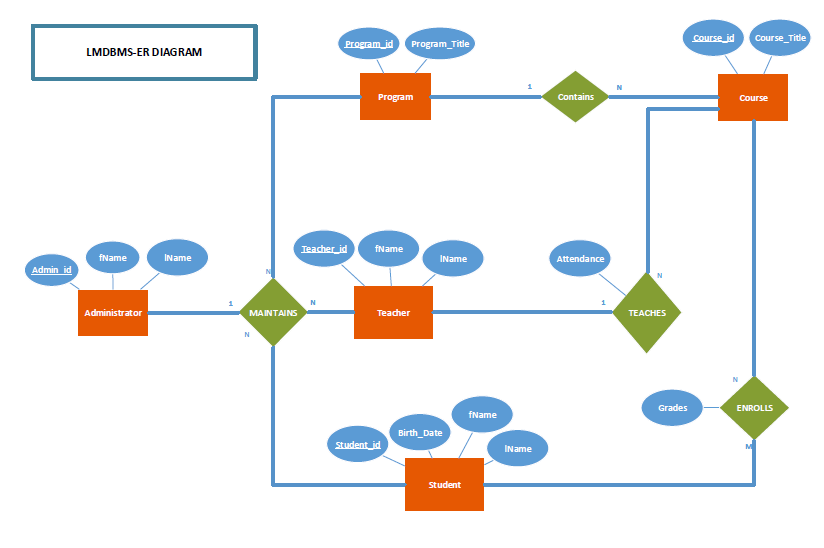 LMDBMS-ER DIAGRAM
Program_id
Program_Title
Course_id
Course_Title
Program
1
Contains
N
Course
Admin_id
fName
lName
Teacher_id
fName
lName
Attendance
N
N
Administrator
1
MAINTAINS
N
Teacher
1
TEACHES
N
N
Grades
ENROLLS
M
Student_id
Birth_Date
fName
lName
Student